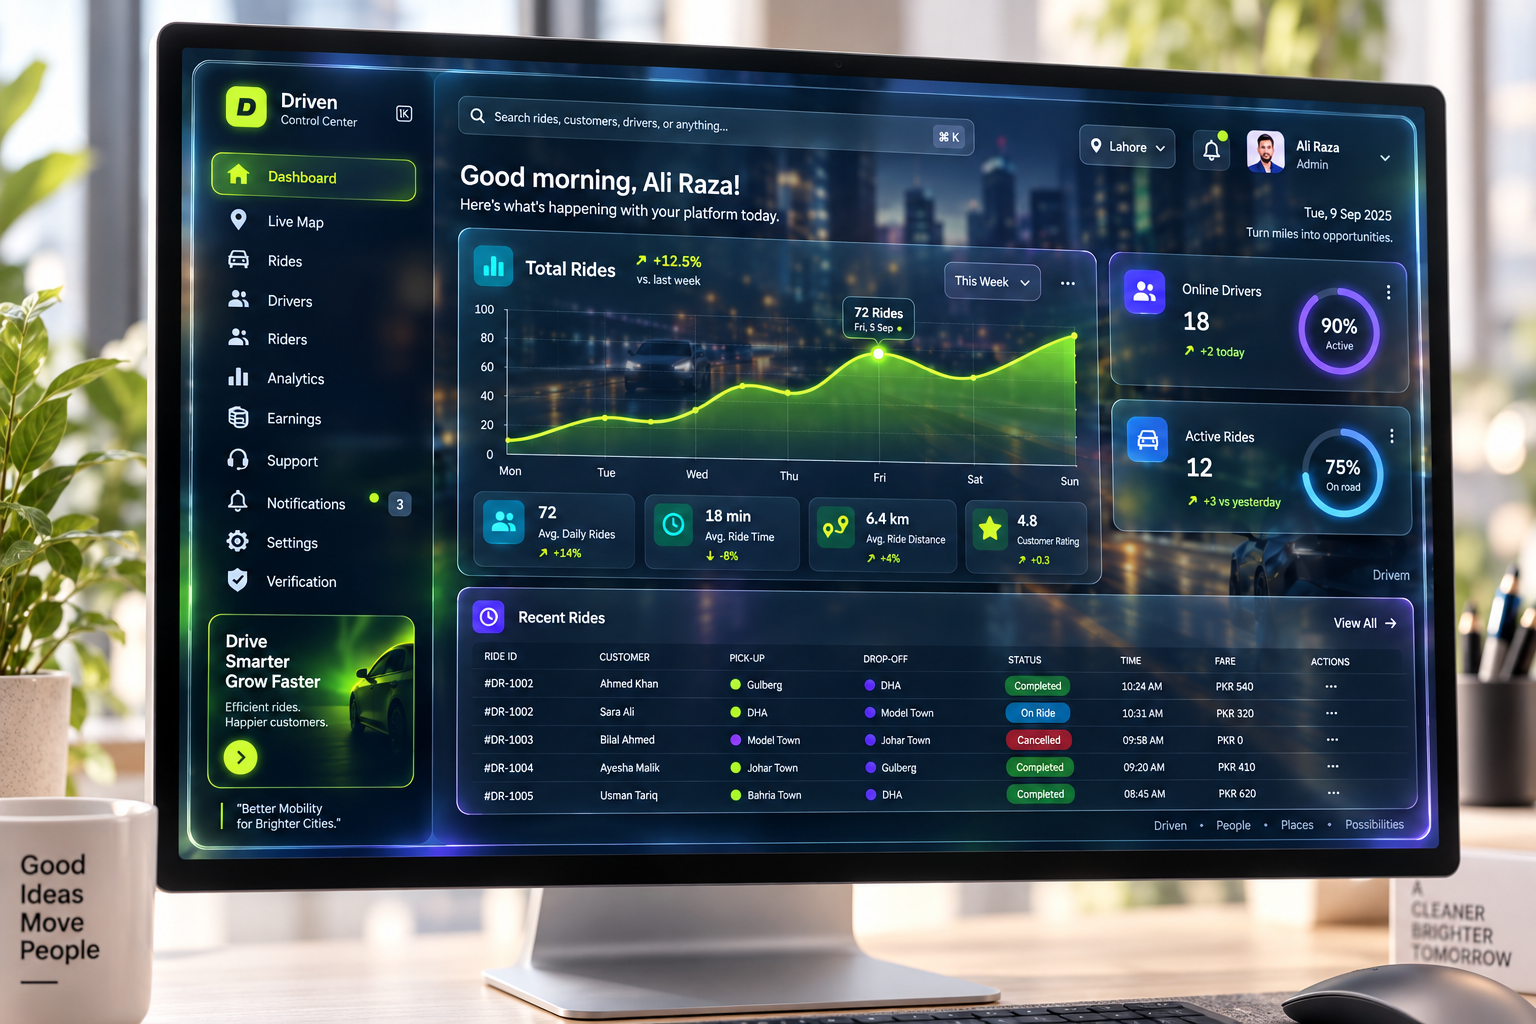 D
Driven
Control Center
Dashboard
Live Map
Rides
Drivers
Riders
Analytics
Earnings
Support
Notifications
3
Settings
Verification
Drive
Smarter
Grow Faster
Efficient rides.
Happier customers.
"Better Mobility
for Brighter Cities."
Search rides, customers, drivers, or anything...
⌘ K
Lahore
Ali Raza
Admin
Good morning, Ali Raza!
Here's what's happening with your platform today.
Tue, 9 Sep 2025
Turn miles into opportunities.
Total Rides
+12.5%
vs. last week
This Week
100
80
60
40
20
0
72 Rides
Fri, 5 Sep
Mon Tue Wed Thu Fri Sat Sun
72
Avg. Daily Rides
+14%
18 min
Avg. Ride Time
-8%
6.4 km
Avg. Ride Distance
+4%
4.8
Customer Rating
+0.3
Online Drivers
18
+2 today
90%
Active
Active Rides
12
+3 vs yesterday
75%
On road
Drivem
Recent Rides
View All →
RIDE ID CUSTOMER PICK-UP DROP-OFF STATUS TIME FARE ACTIONS
#DR-1002 Ahmed Khan Gulberg DHA Completed 10:24 AM PKR 540
#DR-1002 Sara Ali DHA Model Town On Ride 10:31 AM PKR 320
#DR-1003 Bilal Ahmed Model Town Johar Town Cancelled 09:58 AM PKR 0
#DR-1004 Ayesha Malik Johar Town Gulberg Completed 09:20 AM PKR 410
#DR-1005 Usman Tariq Bahria Town DHA Completed 08:45 AM PKR 620
Driven • People • Places • Possibilities
Good
Ideas
Move
People
A
CLEANER
BRIGHTER
TOMORROW